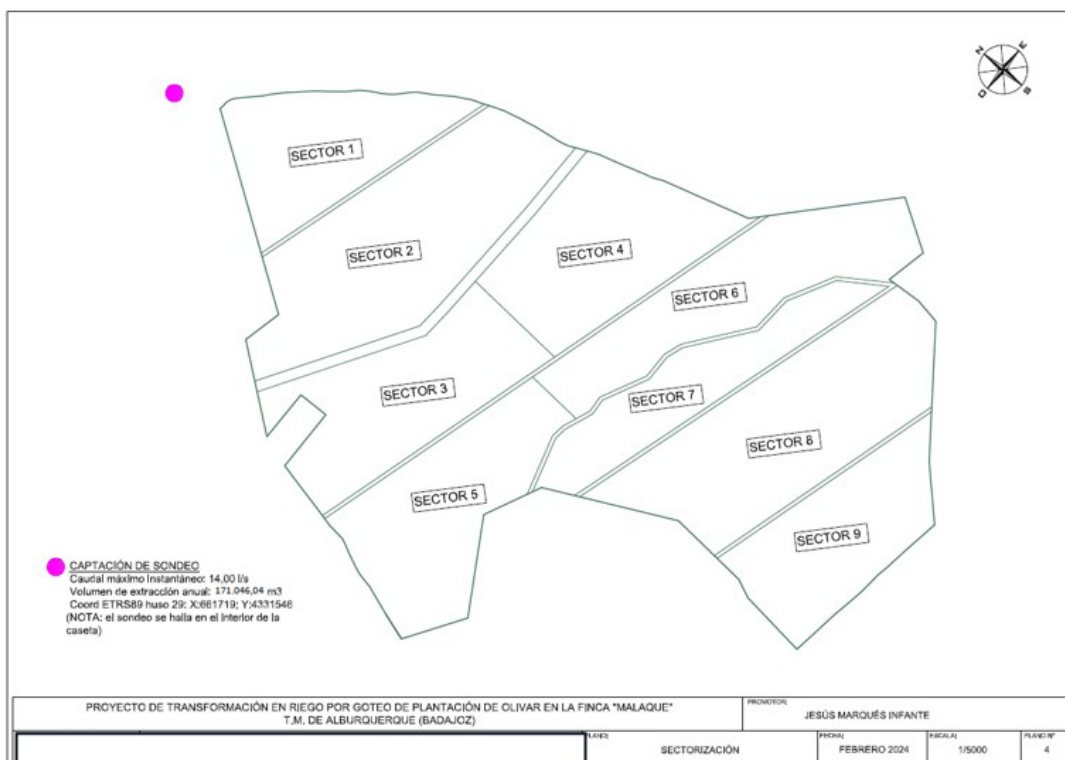 N
E
O
S
SECTOR 1
SECTOR 2
SECTOR 4
SECTOR 6
SECTOR 3
SECTOR 7
SECTOR 8
SECTOR 5
SECTOR 9
CAPTACIÓN DE SONDEO
Caudal máximo Instantáneo: 14,00 l/s
Volumen de extracción anual: 171.046,04 m3
Coord ETRS89 huso 29: X:661719; Y:4331546
(NOTA: el sondeo se halla en el interior de la
caseta)
PROYECTO DE TRANSFORMACIÓN EN RIEGO POR GOTEO DE PLANTACIÓN DE OLIVAR EN LA FINCA "MALAQUE"
T.M. DE ALBURQUERQUE (BADAJOZ)
PROMOTOR:
JESÚS MARQUÉS INFANTE
PLANO:
SECTORIZACIÓN
FECHA:
FEBRERO 2024
ESCALA:
1/5000
PLANO Nº
4